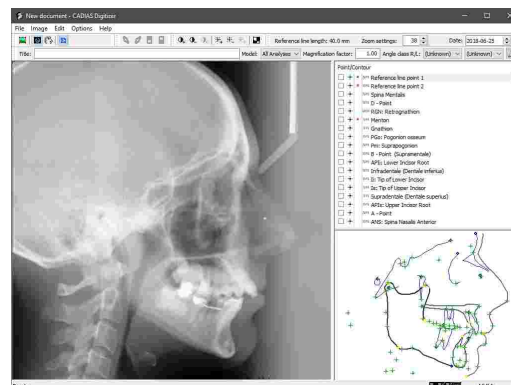 New document - CADIAS Digitizer
File Image Edit Options Help
Reference line length: 40.0 mm Zoom settings: 38 Date: 2018-06-25
Title: Model: All Analyses Magnification factor: 1.00 Angle class R/L: (Unknown) (Unknown)
Point/Contour
Reference line point 1
Reference line point 2
Spina Mentalis
D - Point
RGN: Retrognathion
Menton
Gnathion
PGo: Pogonion osseum
Pm: Suprapogonion
B - Point (Supramentale)
APIi: Lower Incisor Root
Infradentale (Dentale inferius)
Ii: Tip of Lower Incisor
Is: Tip of Upper Incisor
Supradentale (Dentale superius)
APIs: Upper Incisor Root
A - Point
ANS: Spina Nasalis Anterior